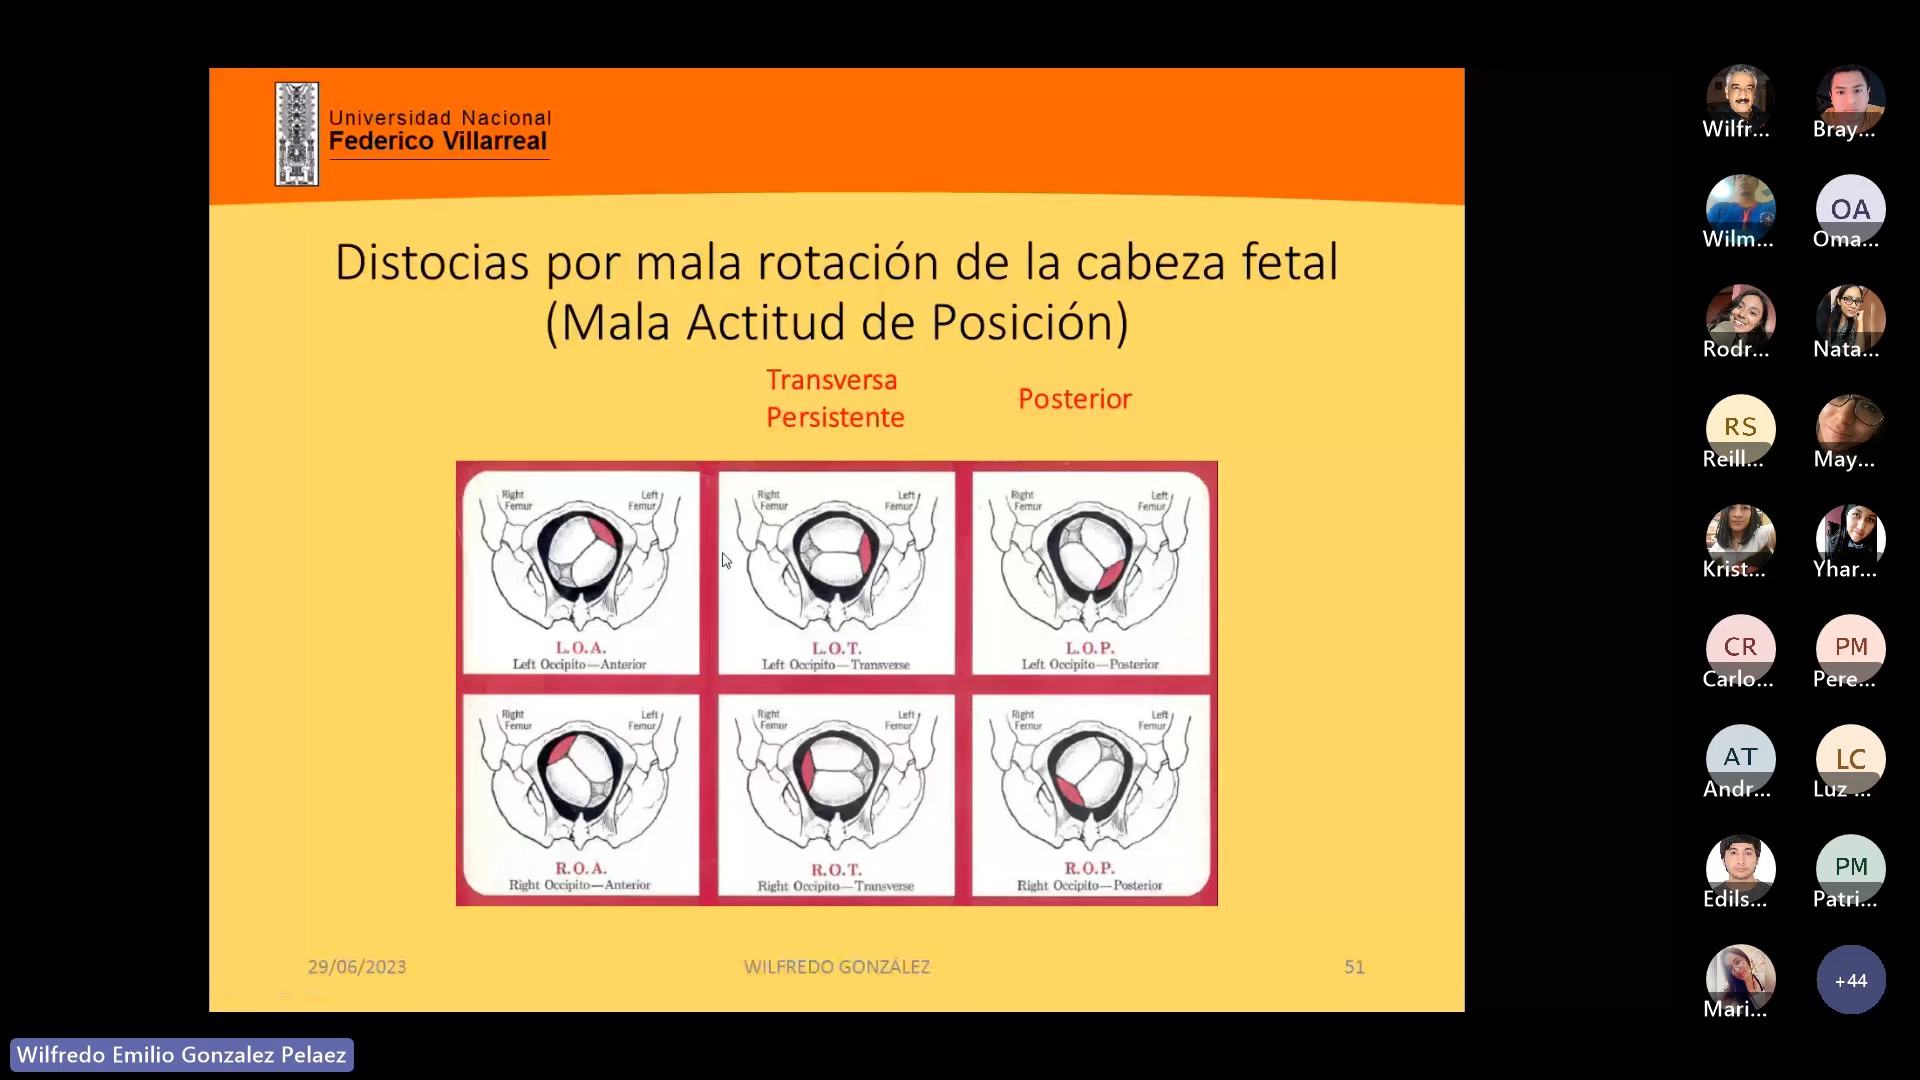 Universidad Nacional
Federico Villarreal
Distocias por mala rotación de la cabeza fetal
(Mala Actitud de Posición)
Transversa
Persistente
Posterior
Right
Femur
Left
Femur
L.O.A.
Left Occipito—Anterior
Right
Femur
Left
Femur
L.O.T.
Left Occipito—Transverse
Right
Femur
Left
Femur
L.O.P.
Left Occipito—Posterior
Right
Femur
Left
Femur
R.O.A.
Right Occipito—Anterior
Right
Femur
Left
Femur
R.O.T.
Right Occipito—Transverse
Right
Femur
Left
Femur
R.O.P.
Right Occipito—Posterior
29/06/2023
WILFREDO GONZÁLEZ
51
Wilfr...
Bray...
Wilm...
OA
Oma...
Rodr...
Nata...
RS
Reill...
May...
Krist...
Yhar...
CR
Carlo...
PM
Pere...
AT
Andr...
LC
Luz ...
Edils...
PM
Patri...
Mari...
+44
Wilfredo Emilio Gonzalez Pelaez